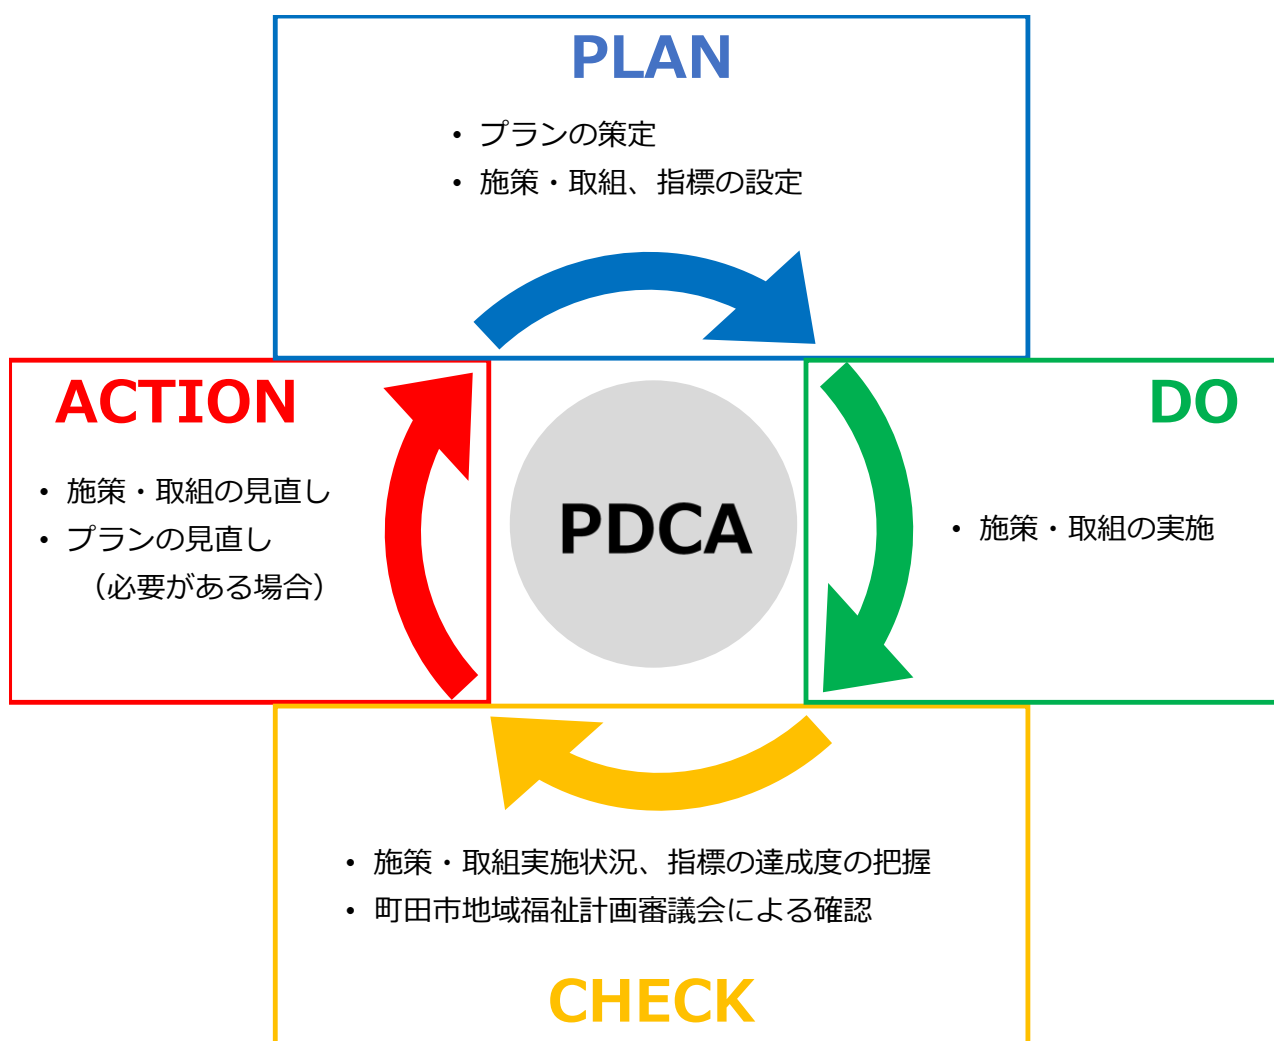 PLAN
• プランの策定
• 施策・取組、指標の設定
ACTION
• 施策・取組の見直し
• プランの見直し
（必要がある場合）
PDCA
DO
• 施策・取組の実施
• 施策・取組実施状況、指標の達成度の把握
• 町田市地域福祉計画審議会による確認
CHECK